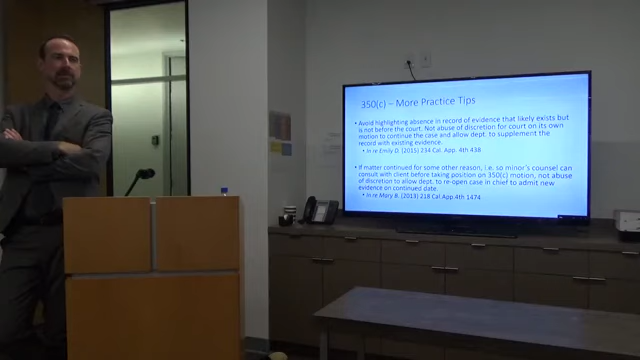 350(c) – More Practice Tips
• Avoid highlighting absence in record of evidence that likely exists but
is not before the court. Not abuse of discretion for court on its own
motion to continue the case and allow dept. to supplement the
record with existing evidence.
• In re Emily D. (2015) 234 Cal. App. 4th 438
• If matter continued for some other reason, i.e. so minor's counsel can
consult with client before taking position on 350(c) motion, not abuse
of discretion to allow dept. to re-open case in chief to admit new
evidence on continued date.
• In re Mary B. (2013) 218 Cal.App.4th 1474